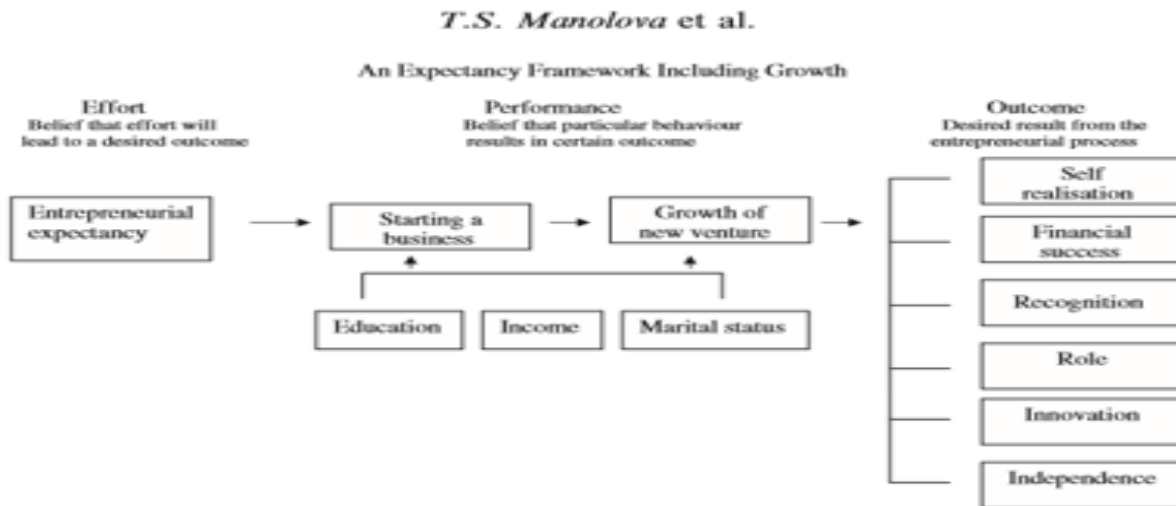 T.S. Manolova et al.
An Expectancy Framework Including Growth
Effort
Belief that effort will
lead to a desired outcome
Performance
Belief that particular behaviour
results in certain outcome
Outcome
Desired result from the
entrepreneurial process
Entrepreneurial
expectancy
Starting a
business
Growth of
new venture
Education
Income
Marital status
Self
realisation
Financial
success
Recognition
Role
Innovation
Independence